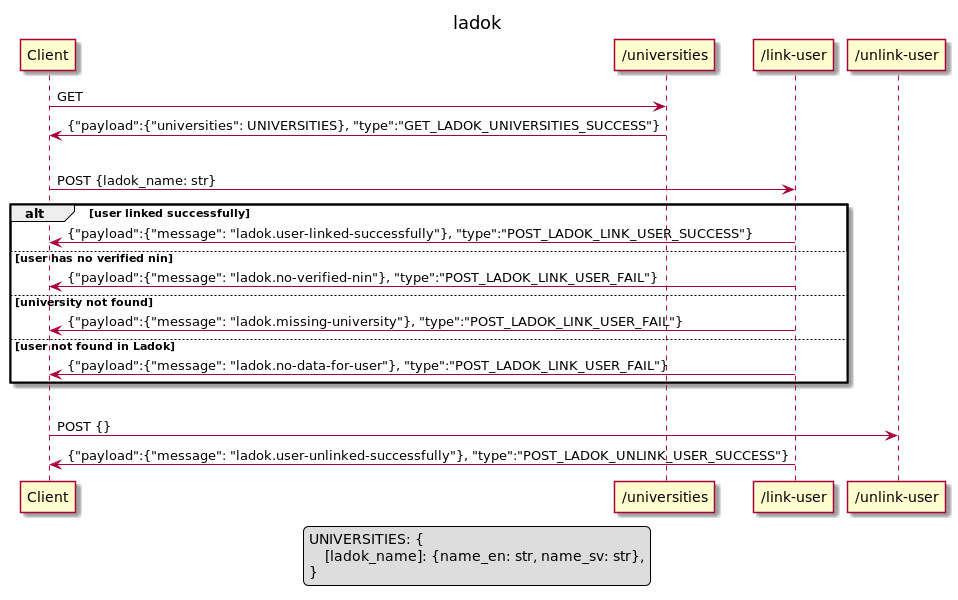 ladok
Client /universities /link-user /unlink-user
GET
{"payload":{"universities": UNIVERSITIES}, "type":"GET_LADOK_UNIVERSITIES_SUCCESS"}
POST {ladok_name: str}
alt [user linked successfully]
{"payload":{"message": "ladok.user-linked-successfully"}, "type":"POST_LADOK_LINK_USER_SUCCESS"}
[user has no verified nin]
{"payload":{"message": "ladok.no-verified-nin"}, "type":"POST_LADOK_LINK_USER_FAIL"}
[university not found]
{"payload":{"message": "ladok.missing-university"}, "type":"POST_LADOK_LINK_USER_FAIL"}
[user not found in Ladok]
{"payload":{"message": "ladok.no-data-for-user"}, "type":"POST_LADOK_LINK_USER_FAIL"}
POST {}
{"payload":{"message": "ladok.user-unlinked-successfully"}, "type":"POST_LADOK_UNLINK_USER_SUCCESS"}
Client /universities /link-user /unlink-user
UNIVERSITIES: {
[ladok_name]: {name_en: str, name_sv: str},
}